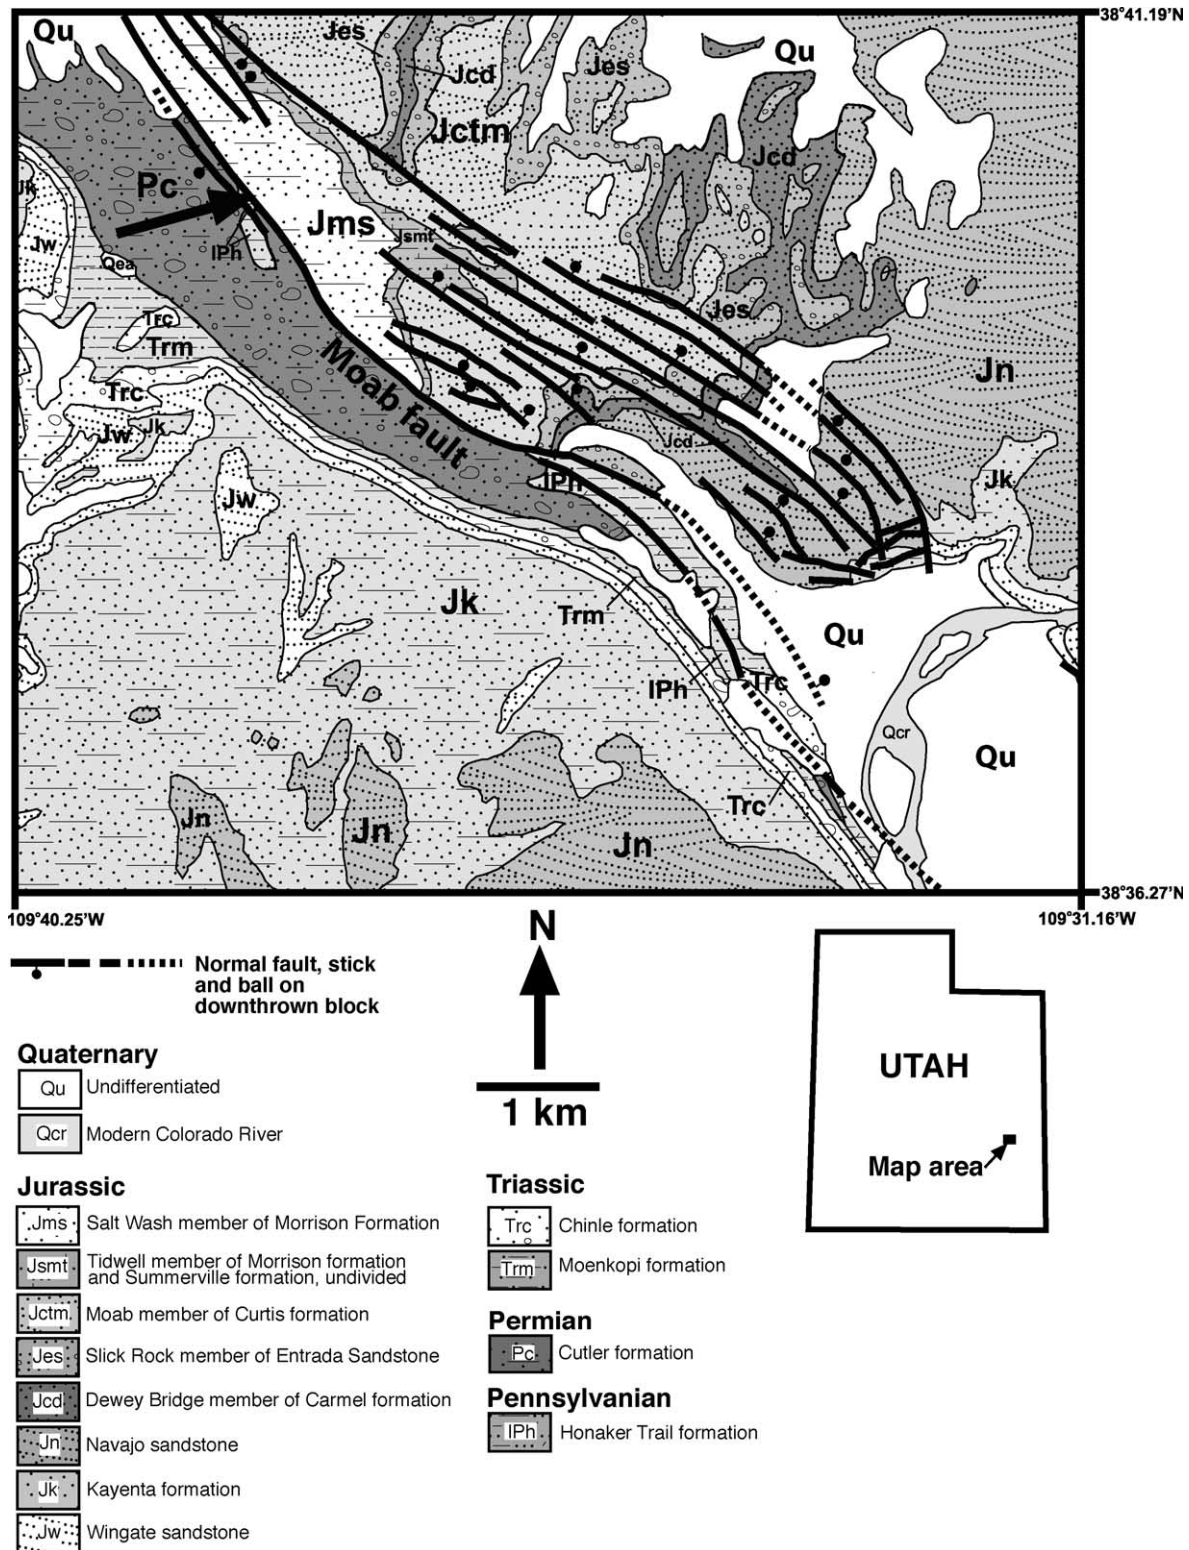 38°41.19'N
Qu
Jes
Jcd
Jes
Qu
Jctm
Jcd
Pc
Jk
Jms
Jsmt
Jw
IPh
Qea
Jes
Trc
Trm
Moab fault
Jn
Trc
Jw
Jk
Jcd
Jw
IPh
Jk
Jk
Trm
Qu
IPh
Trc
Qcr
Qu
Trc
Jn
Jn
Jn
38°36.27'N
109°40.25'W
109°31.16'W
N
1 km
Normal fault, stick
and ball on
downthrown block
UTAH
Map area
Quaternary
Qu Undifferentiated
Qcr Modern Colorado River
Jurassic
Jms Salt Wash member of Morrison Formation
Jsmt Tidwell member of Morrison formation
and Summerville formation, undivided
Jctm Moab member of Curtis formation
Jes Slick Rock member of Entrada Sandstone
Jcd Dewey Bridge member of Carmel formation
Jn Navajo sandstone
Jk Kayenta formation
Jw Wingate sandstone
Triassic
Trc Chinle formation
Trm Moenkopi formation
Permian
Pc Cutler formation
Pennsylvanian
IPh Honaker Trail formation